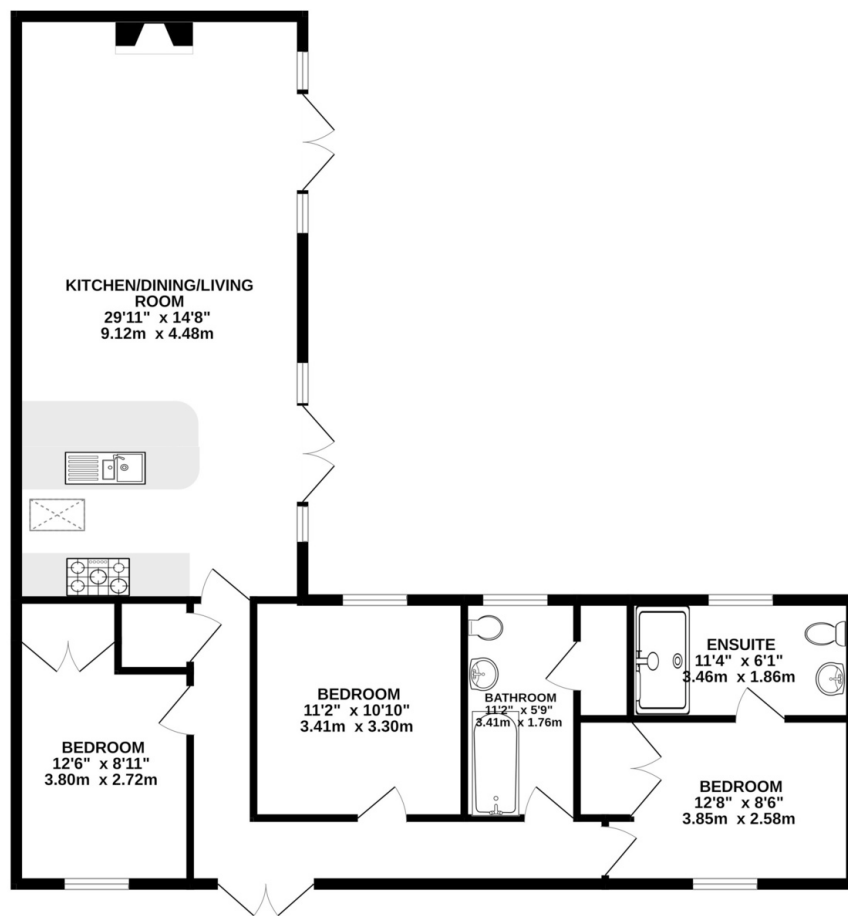 KITCHEN/DINING/LIVING
ROOM
29'11" x 14'8"
9.12m x 4.48m
BEDROOM
12'6" x 8'11"
3.80m x 2.72m
BEDROOM
11'2" x 10'10"
3.41m x 3.30m
BATHROOM
11'2" x 5'9"
3.41m x 1.76m
ENSUITE
11'4" x 6'1"
3.46m x 1.86m
BEDROOM
12'8" x 8'6"
3.85m x 2.58m